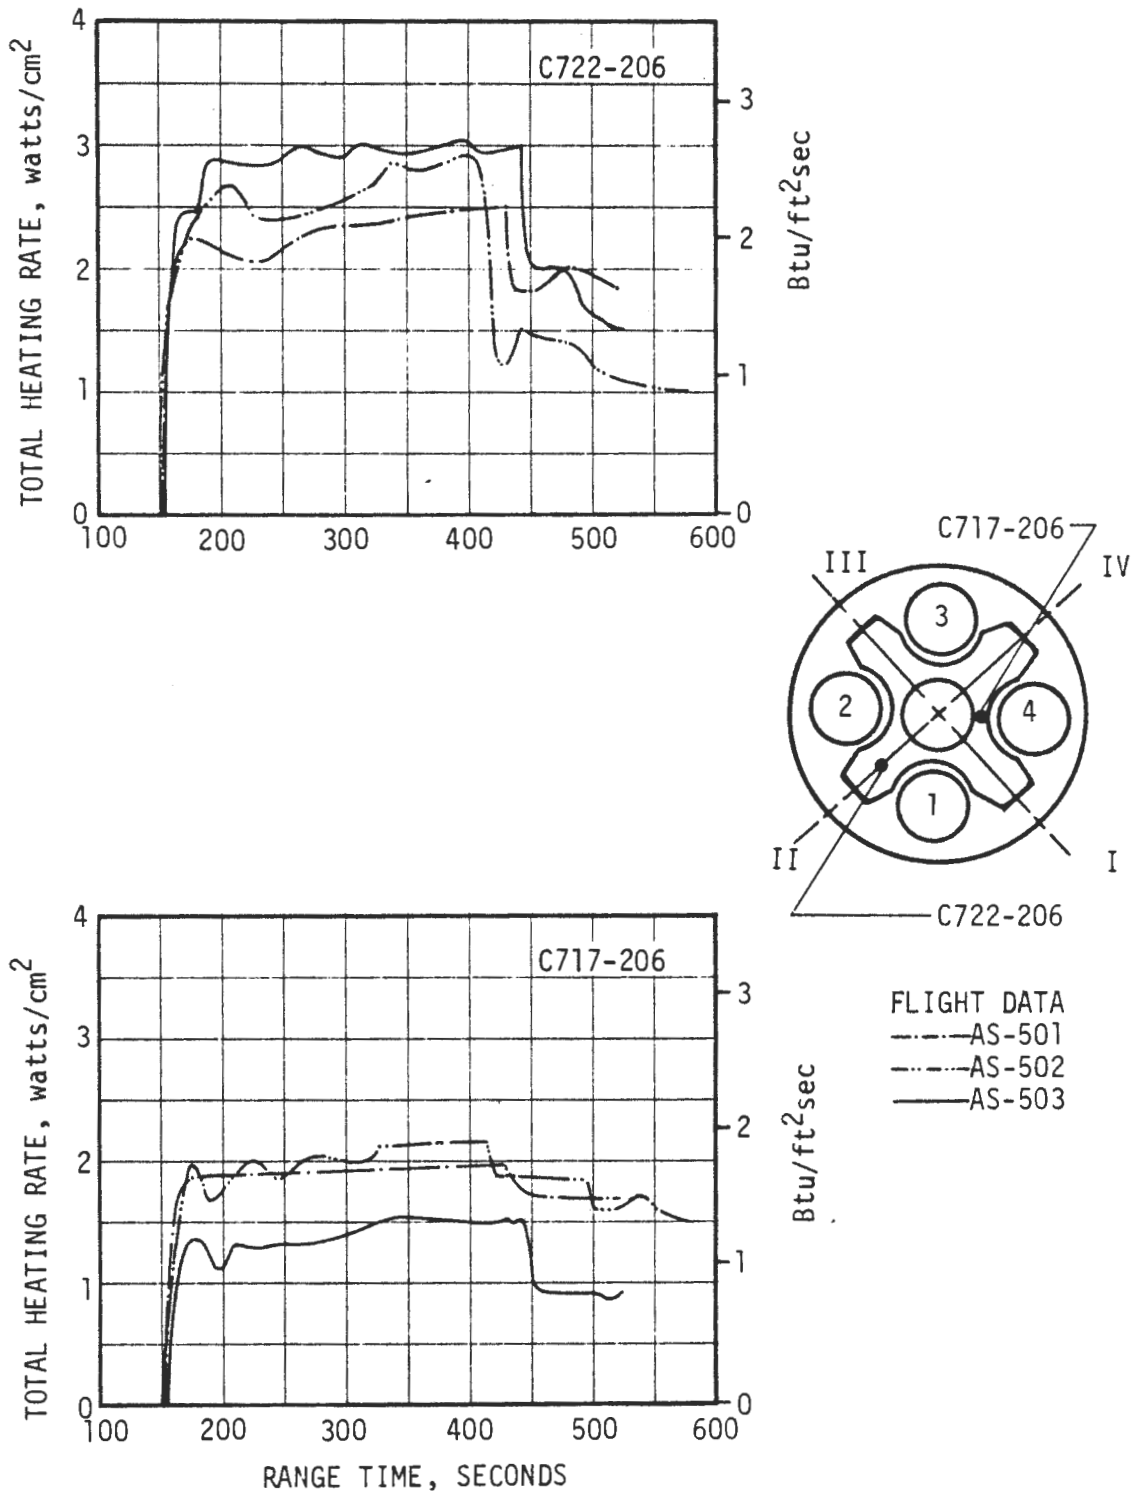 C722-206
TOTAL HEATING RATE, watts/cm²
4
3
2
1
0
3
2
1
0
Btu/ft²sec
100 200 300 400 500 600
C717-206
III
IV
3
2
4
1
II
I
C722-206
C717-206
TOTAL HEATING RATE, watts/cm²
4
3
2
1
0
3
2
1
0
Btu/ft²sec
100 200 300 400 500 600
RANGE TIME, SECONDS
FLIGHT DATA
AS-501
AS-502
AS-503